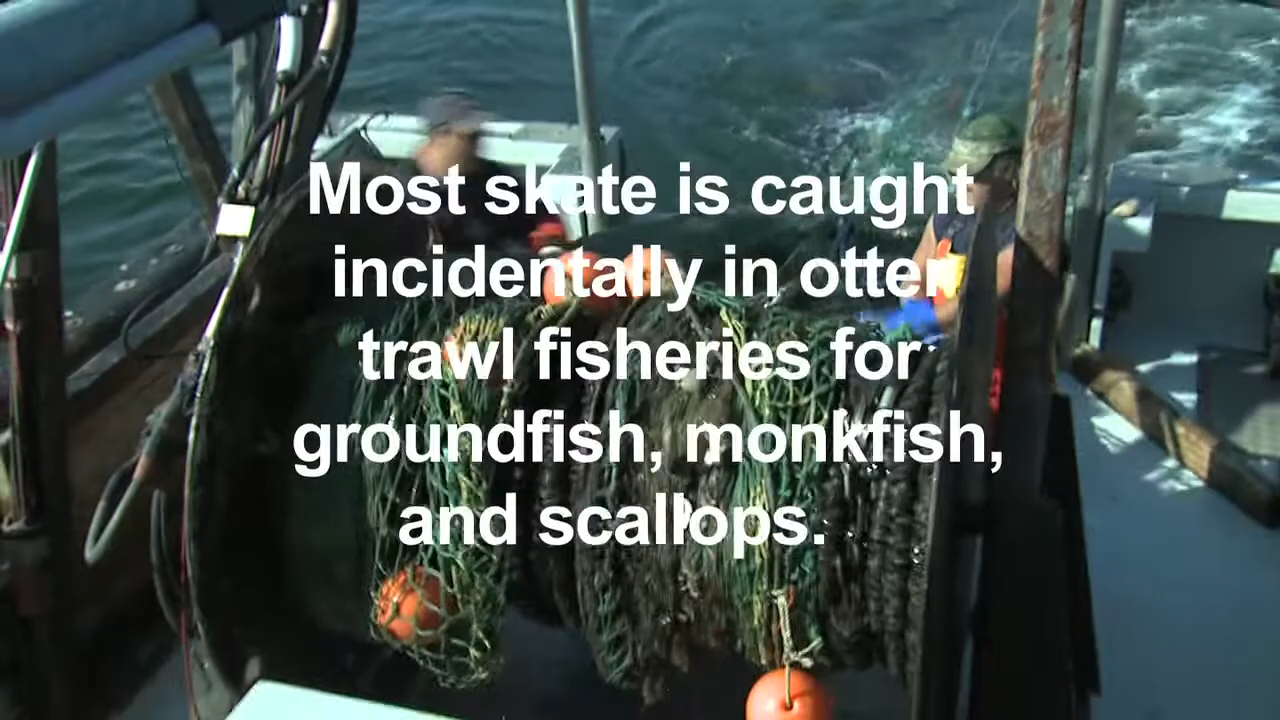 Most skate is caught
incidentally in otter
trawl fisheries for
groundfish, monkfish,
and scallops.